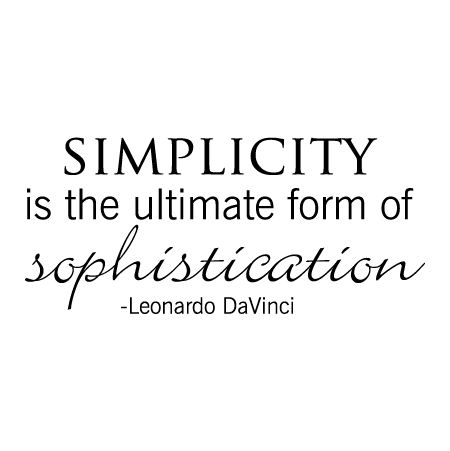 SIMPLICITY
is the ultimate form of
sophistication
-Leonardo DaVinci